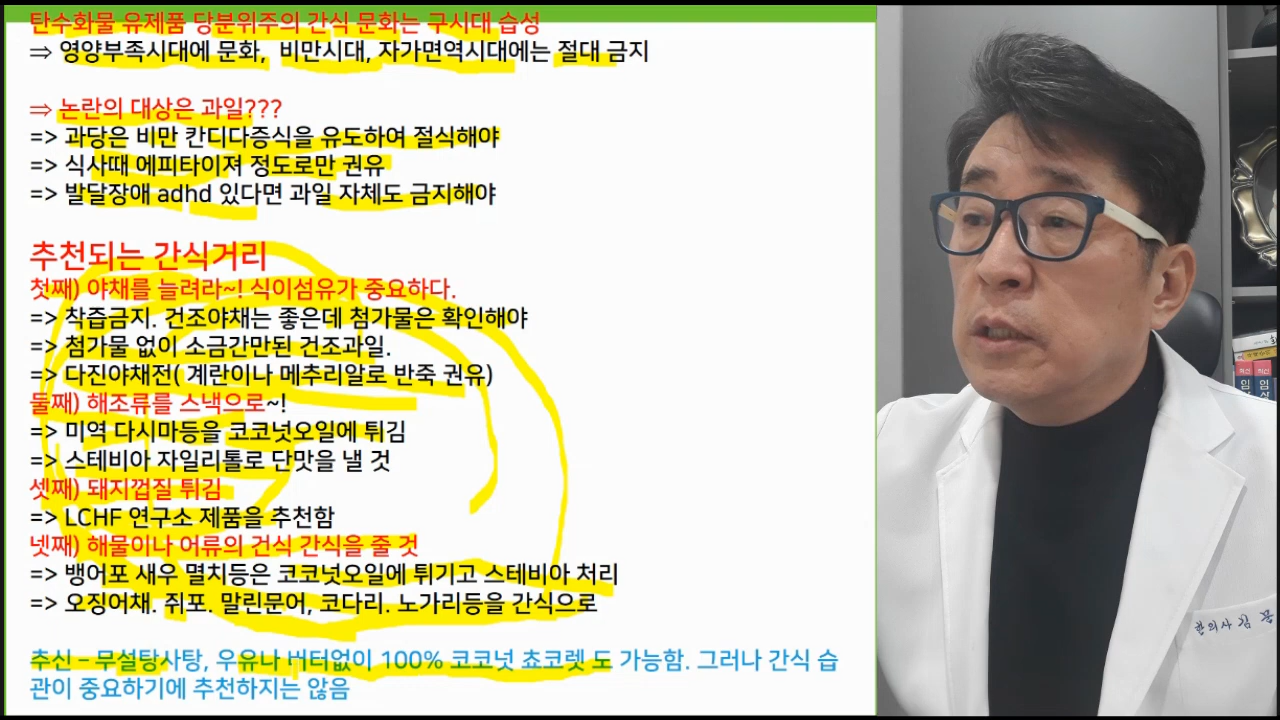 탄수화물 유제품 당분위주의 간식 문화는 구시대 습성
⇒ 영양부족시대에 문화, 비만시대, 자가면역시대에는 절대 금지
⇒ 논란의 대상은 과일???
=> 과당은 비만 칸디다증식을 유도하여 절식해야
=> 식사때 에피타이져 정도로만 권유
=> 발달장애 adhd 있다면 과일 자체도 금지해야
추천되는 간식거리
첫째) 야채를 늘려라~! 식이섬유가 중요하다.
=> 착즙금지. 건조야채는 좋은데 첨가물은 확인해야
=> 첨가물 없이 소금간만된 건조과일.
=> 다진야채전( 계란이나 메추리알로 반죽 권유)
둘째) 해조류를 스낵으로~!
=> 미역 다시마등을 코코넛오일에 튀김
=> 스테비아 자일리톨로 단맛을 낼 것
셋째) 돼지껍질 튀김
=> LCHF 연구소 제품을 추천함
넷째) 해물이나 어류의 건식 간식을 줄 것
=> 뱅어포 새우 멸치등은 코코넛오일에 튀기고 스테비아 처리
=> 오징어채. 쥐포. 말린문어, 코다리. 노가리등을 간식으로
추신 – 무설탕사탕, 우유나 버터없이 100% 코코넛 쵸코렛 도 가능함. 그러나 간식 습
관이 중요하기에 추천하지는 않음
한의사 김